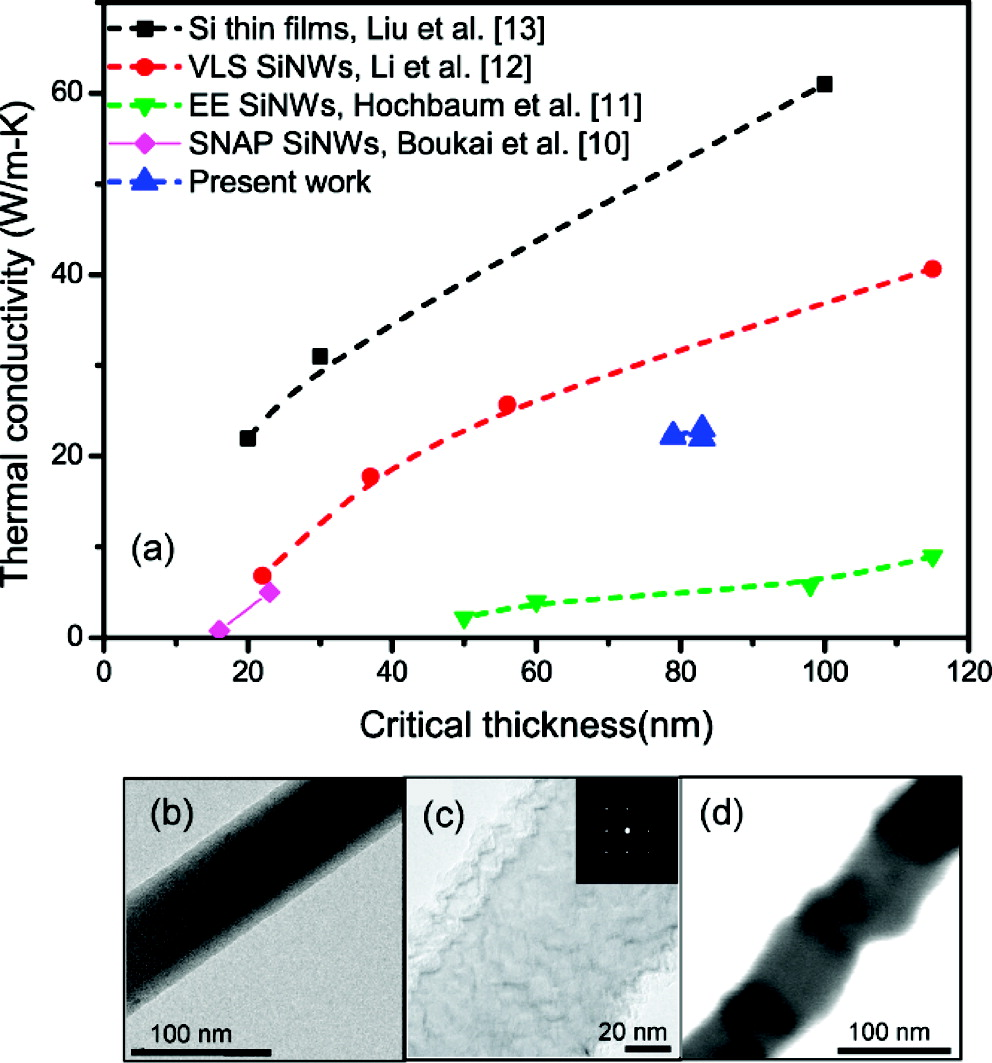 Si thin films, Liu et al. [13]
VLS SiNWs, Li et al. [12]
EE SiNWs, Hochbaum et al. [11]
SNAP SiNWs, Boukai et al. [10]
Present work
Thermal conductivity (W/m-K)
60
40
20
0
(a)
0 20 40 60 80 100 120
Critical thickness(nm)
(b)
100 nm
(c)
20 nm
(d)
100 nm